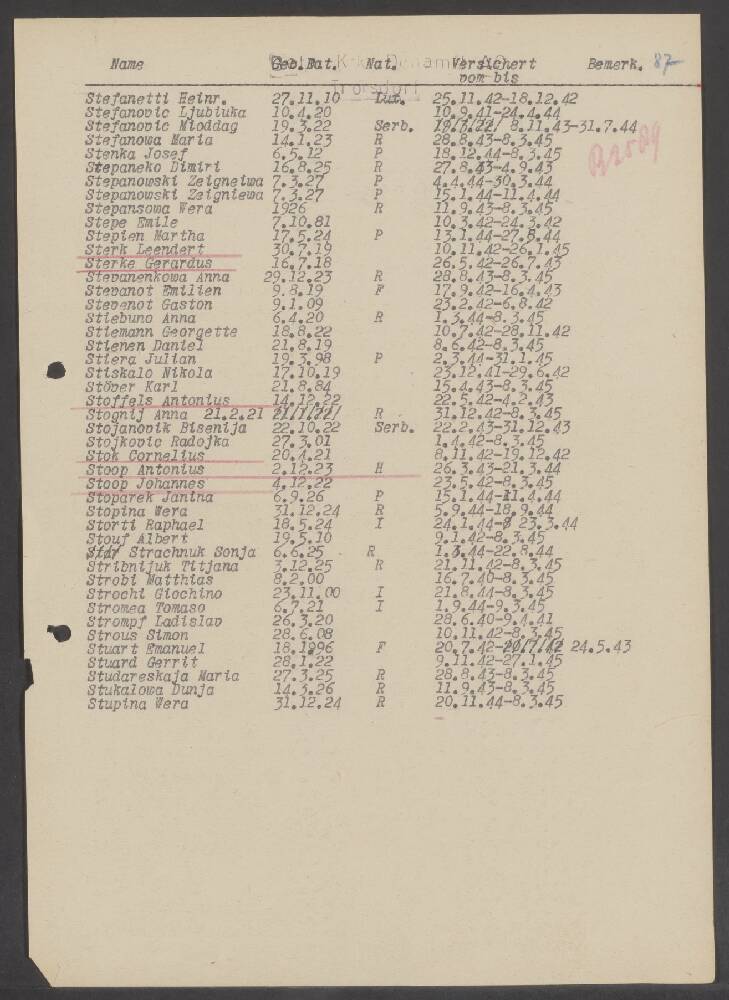 Name Geb.Dat. Nat. Versichert Bemerk. 87
vom bis
Troisdorf
Stefanetti Heinr. 27.11.10 25.11.42-18.12.42
Stefanovic Ljubiuka 10.4.20 10.9.41-24.4.44
Stefanovic Mioddag 19.3.22 Serb. 8.11.43-31.7.44
Stefanowa Maria 14.1.23 R 28.8.43-8.3.45
Stenka Josef 6.5.12 P 18.12.44-8.3.45
Stepaneko Dimiri 16.8.25 R 27.8.43-4.9.43
Stepanowski Zeigneiwa 7.3.27 P 4.4.44-30.3.44
Stepanowski Zeigniewa 7.3.27 P 15.1.44-11.4.44
Stepansowa Wera 1926 R 11.9.43-8.3.45
Stepe Emile 7.10.81 10.3.42-24.3.42
Stepien Martha 17.5.24 P 13.1.44-27.5.44
Sterk Leendert 30.7.19 10.11.42-26.1.45
Sterke Gerardus 16.7.18 26.5.42-26.7.43
Stevanenkowa Anna 29.12.23 R 28.8.43-8.3.45
Stevanot Emilien 9.8.19 F 17.9.42-16.4.43
Stevenot Gaston 9.1.09 23.2.42-6.8.42
Stiebuno Anna 6.4.20 R 1.3.44-8.3.45
Stiemann Georgette 18.8.22 10.7.42-28.11.42
Stienen Daniel 21.8.19 8.6.42-8.3.45
Stiera Julian 19.3.98 P 2.3.44-31.1.45
Stiskalo Nikola 17.10.19 23.12.41-29.6.42
Stöver Karl 21.8.84 15.4.43-8.3.45
Stoffels Antonius 14.12.22 22.5.42-4.2.43
Stognij Anna 21.2.21 R 31.12.42-8.3.45
Stojanovik Bisenija 22.10.22 Serb. 22.2.43-31.12.43
Stojkovic Radojka 27.3.01 1.4.42-8.3.45
Stok Cornelius 20.4.21 8.11.42-19.12.42
Stoop Antonius 2.12.23 H 26.3.43-21.3.44
Stoop Johannes 4.12.22 23.5.42-8.3.45
Stoparek Janina 6.9.26 P 15.1.44-11.4.44
Stopina Wera 31.12.24 R 5.9.44-18.9.44
Storti Raphael 18.5.24 I 24.1.44-8 23.3.44
Stouf Albert 19.5.10 9.1.42-8.3.45
Strachnuk Sonja 6.6.25 R 1.3.44-22.8.44
Stribnijuk Titjana 3.12.25 R 21.11.42-8.3.45
Strobi Matthias 8.2.00 16.7.40-8.3.45
Strochi Giochino 23.11.00 I 21.8.44-8.3.45
Stromea Tomaso 6.7.21 I 1.9.44-9.3.45
Strompf Ladislav 26.3.20 28.6.40-9.4.41
Strous Simon 28.6.08 10.11.42-8.3.45
Stuart Emanuel 18.1996 F 20.7.42-20.7.42 24.5.43
Stuard Gerrit 28.1.22 9.11.42-27.1.45
Studareskaja Maria 27.3.25 R 28.8.43-8.3.45
Stukalowa Dunja 14.3.26 R 11.9.43-8.3.45
Stupina Wera 31.12.24 R 20.11.44-8.3.45